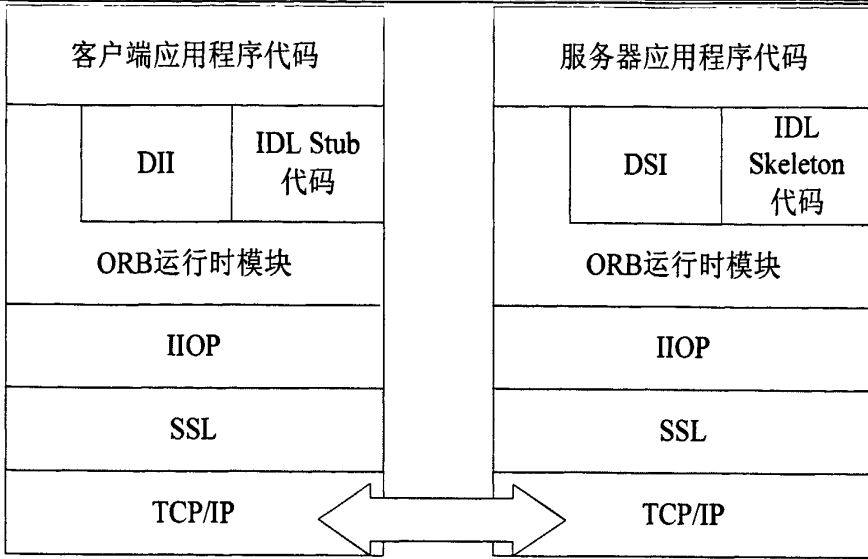 客户端应用程序代码
DII
IDL Stub
代码
ORB运行时模块
IIOP
SSL
TCP/IP
服务器应用程序代码
DSI
IDL
Skeleton
代码
ORB运行时模块
IIOP
SSL
TCP/IP